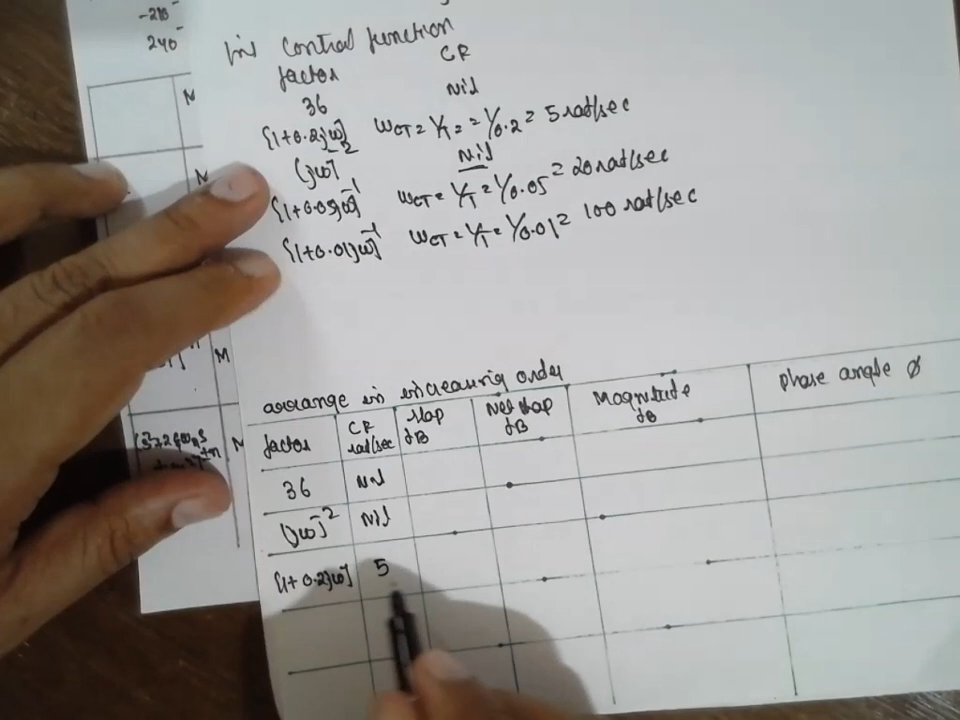 -210
240
in control function
factor CR
36 Nil
{1+0.2jω} ωcT = 1/T = 1/0.2 = 5 rad/sec
(jω)^-2 Nil
{1+0.05jω}^-1 ωcT = 1/T = 1/0.05 = 20 rad/sec
{1+0.01jω}^-1 ωcT = 1/T = 1/0.01 = 100 rad/sec
arrange in increasing order
factor CR rad/sec slop dB Net slop dB Magnitude dB phase angle ϕ
36 Nil
(jω)^-2 Nil
{1+0.2jω} 5
M
N
M
M